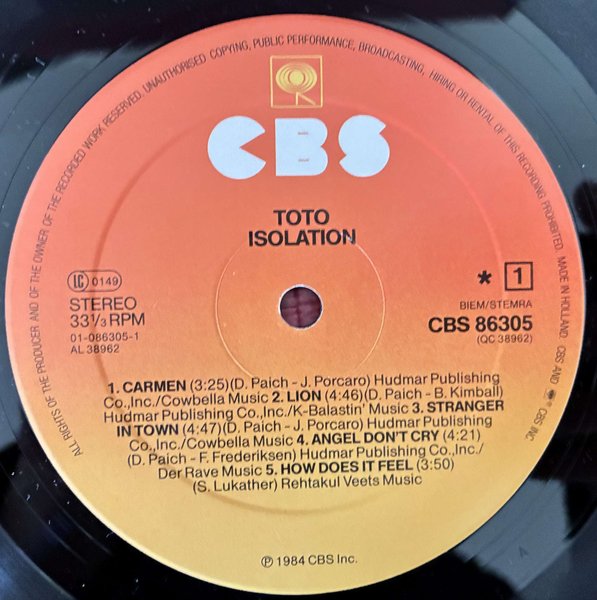 ALL RIGHTS OF THE PRODUCER AND OF THE OWNER OF THE RECORDED WORK RESERVED. UNAUTHORISED COPYING, PUBLIC PERFORMANCE, BROADCASTING, HIRING OR RENTAL OF THIS RECORDING PROHIBITED. MADE IN HOLLAND CBS AND ® CBS INC
CBS
TOTO
ISOLATION
LC 0149
STEREO
33 1/3 RPM
01-086305-1
AL 38962
* 1
BIEM/STEMRA
CBS 86305
(QC 38962)
1. CARMEN (3:25)(D. Paich - J. Porcaro) Hudmar Publishing
Co.,Inc./Cowbella Music 2. LION (4:46)(D. Paich - B. Kimball)
Hudmar Publishing Co.,Inc./K-Balastin' Music 3. STRANGER
IN TOWN (4:47)(D. Paich - J. Porcaro) Hudmar Publishing
Co.,Inc./Cowbella Music 4. ANGEL DON'T CRY (4:21)
(D. Paich - F. Frederiksen) Hudmar Publishing Co.,Inc./
Der Rave Music 5. HOW DOES IT FEEL (3:50)
(S. Lukather) Rehtakul Veets Music
℗ 1984 CBS Inc.